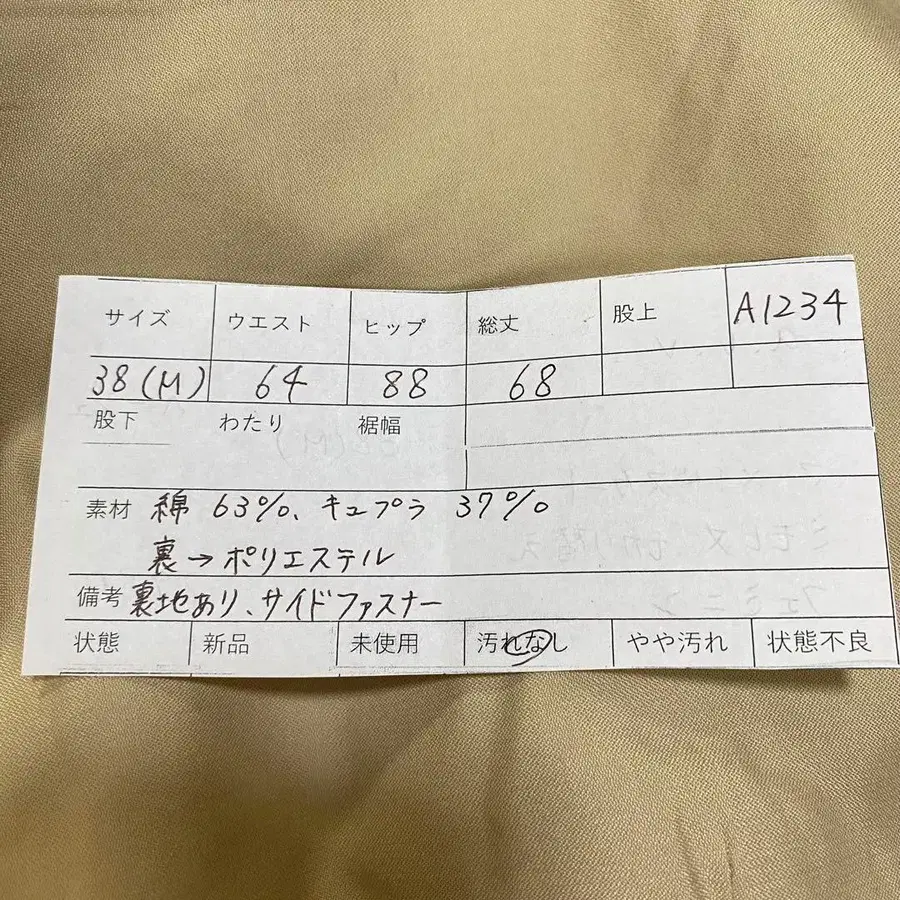 サイズ ウエスト ヒップ 総丈 股上 A1234
38(M) 64 88 68
股下 わたり 裾幅
素材 綿 63%、キュプラ 37%
裏→ポリエステル
備考 裏地あり、サイドファスナー
状態 新品 未使用 汚れなし やや汚れ 状態不良